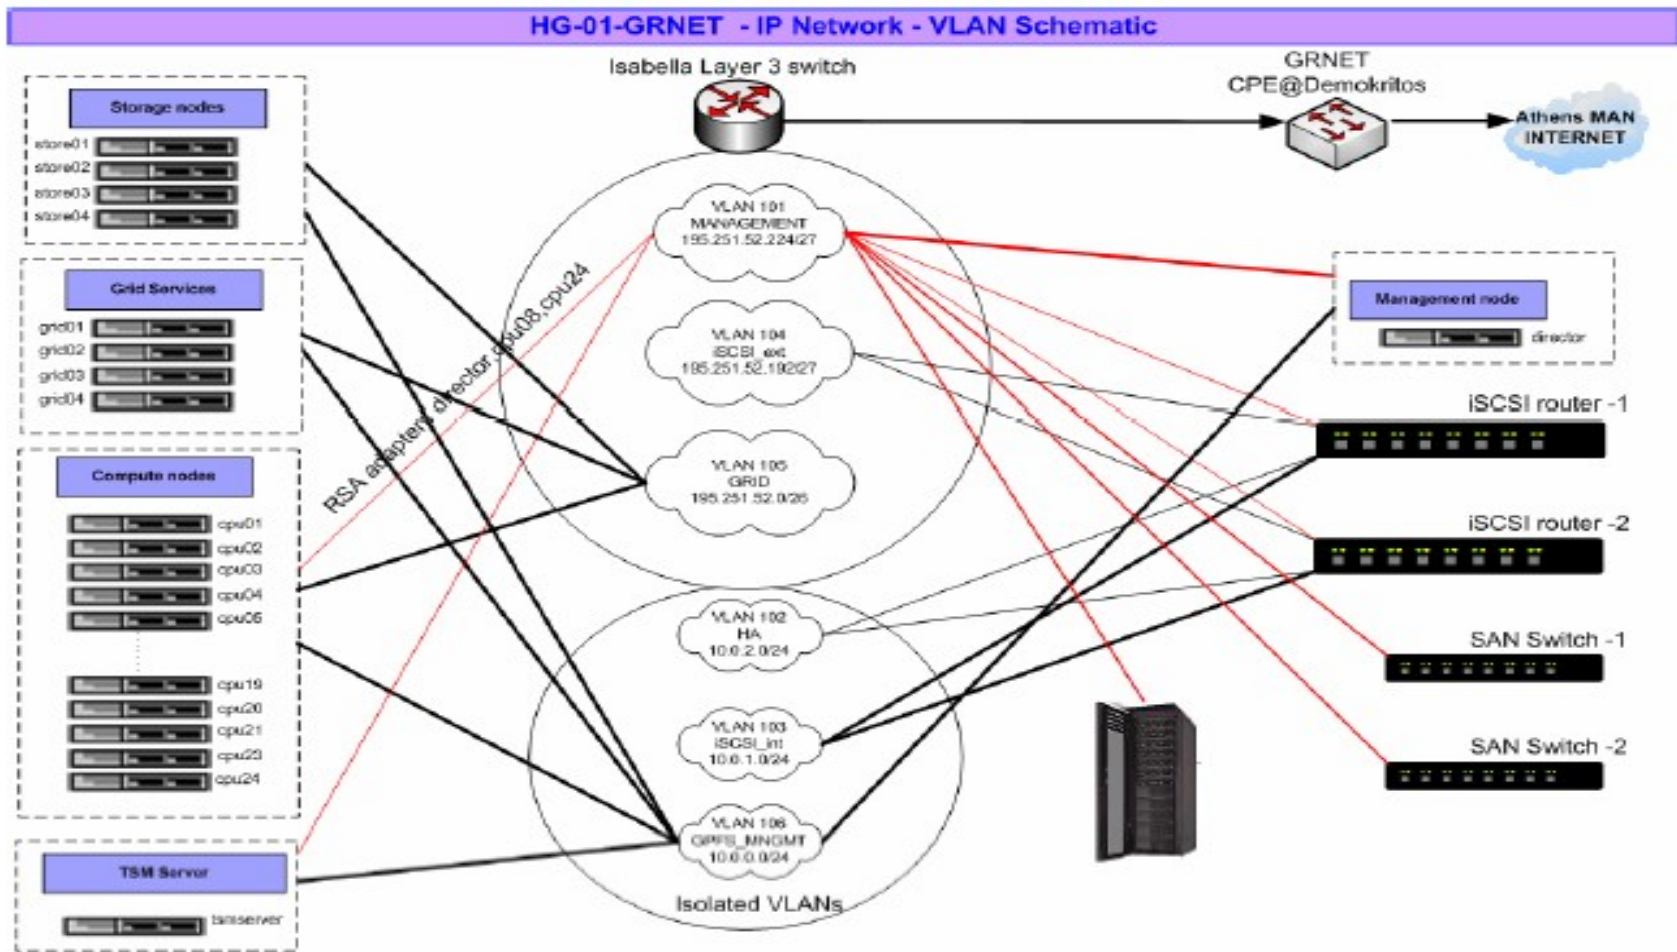 HG-01-GRNET - IP Network - VLAN Schematic
Isabella Layer 3 switch
GRNET
CPE@Demokritos
Athens MAN
INTERNET
Storage nodes
store01
store02
store03
store04
Grid Services
grid01
grid02
grid03
grid04
Compute nodes
cpu01
cpu02
cpu03
cpu04
cpu05
cpu19
cpu20
cpu21
cpu23
cpu24
TSM Server
tsmserver
RSA adapters director,cpu08,cpu24
VLAN 101
MANAGEMENT
195.251.52.224/27
VLAN 104
iSCSI_ext
195.251.52.192/27
VLAN 105
GRID
195.251.52.0/26
VLAN 102
HA
10.0.2.0/24
VLAN 103
iSCSI_int
10.0.1.0/24
VLAN 106
GPFS_MNGMT
10.0.0.0/24
Isolated VLANs
Management node
director
iSCSI router -1
iSCSI router -2
SAN Switch -1
SAN Switch -2